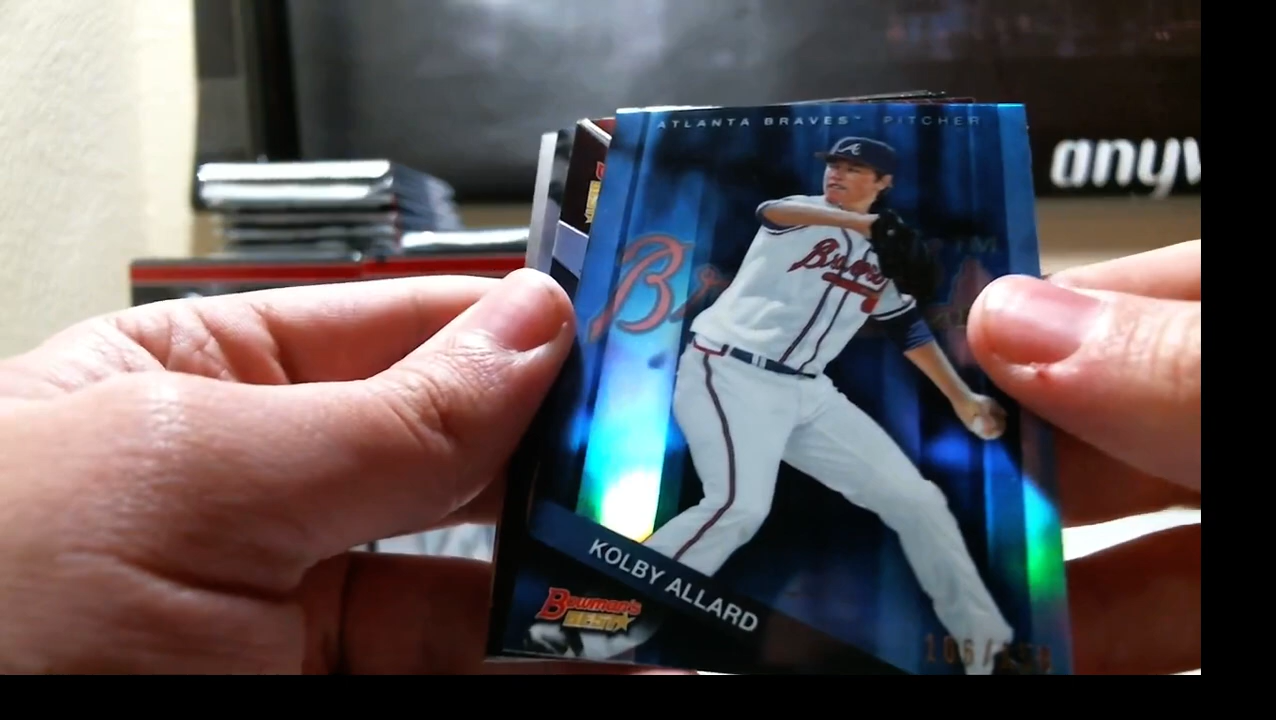 anyw
ATLANTA BRAVES™ PITCHER
Braves
KOLBY ALLARD
Bowman's
BEST